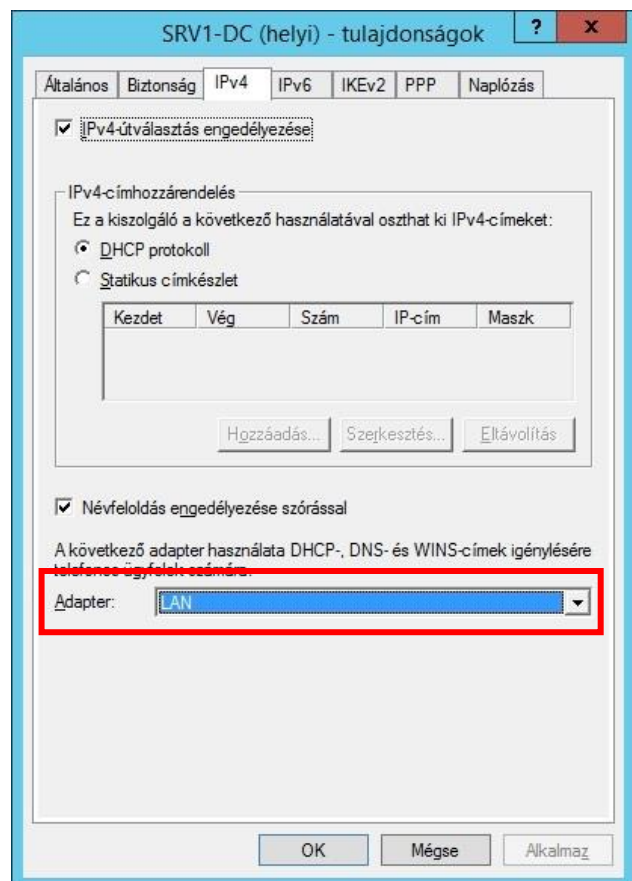 SRV1-DC (helyi) - tulajdonságok ? x
Általános Biztonság IPv4 IPv6 IKEv2 PPP Naplózás
IPv4-útválasztás engedélyezése
IPv4-címhozzárendelés
Ez a kiszolgáló a következő használatával oszthat ki IPv4-címeket:
DHCP protokoll
Statikus címkészlet
Kezdet Vég Szám IP-cím Maszk
Hozzáadás... Szerkesztés... Eltávolítás
Névfeloldás engedélyezése szórással
A következő adapter használata DHCP-, DNS- és WINS-címek igénylésére
telefonos ügyfelek számára:
Adapter: LAN
OK Mégse Alkalmaz